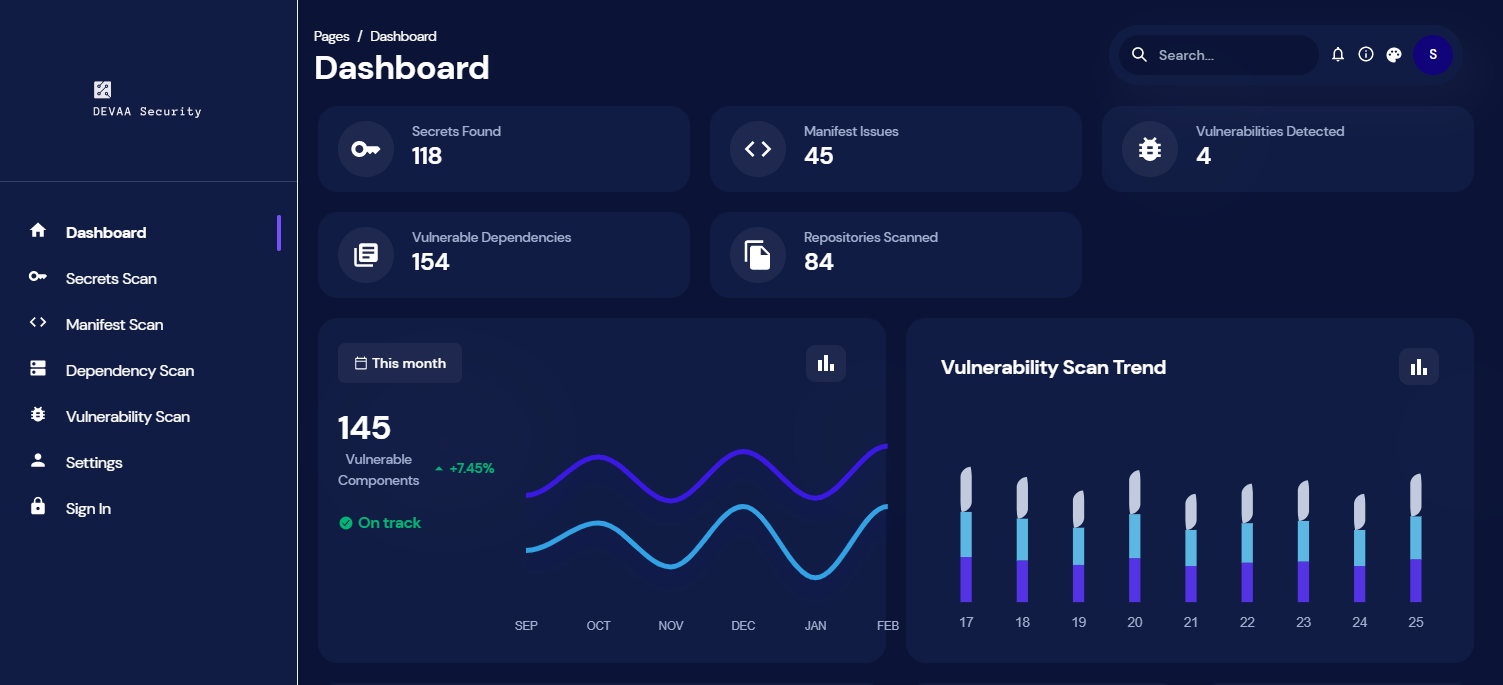 DEVAA Security
Dashboard
Secrets Scan
Manifest Scan
Dependency Scan
Vulnerability Scan
Settings
Sign In
Pages / Dashboard
Dashboard
Search...
S
Secrets Found
118
Manifest Issues
45
Vulnerabilities Detected
4
Vulnerable Dependencies
154
Repositories Scanned
84
This month
145
Vulnerable
Components
+7.45%
On track
SEP OCT NOV DEC JAN FEB
Vulnerability Scan Trend
17 18 19 20 21 22 23 24 25